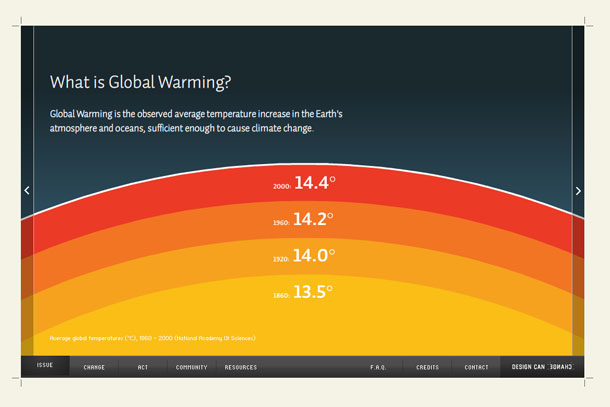 What is Global Warming?
Global Warming is the observed average temperature increase in the Earth's
atmosphere and oceans, sufficient enough to cause climate change.
2000: 14.4°
1960: 14.2°
1920: 14.0°
1860: 13.5°
Average global temperatures (°C), 1860 - 2000 (National Academy Of Sciences)
ISSUE CHANGE ACT COMMUNITY RESOURCES F.A.Q. CREDITS CONTACT DESIGN CAN CHANGE